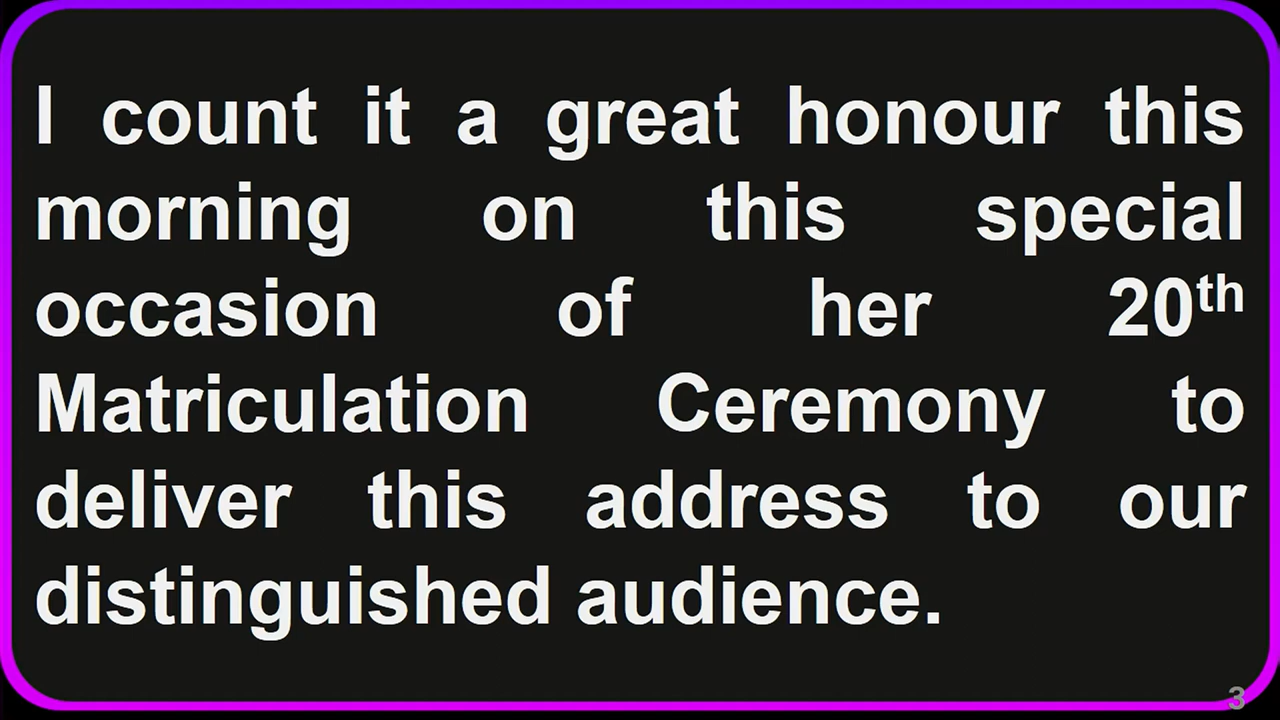 I count it a great honour this
morning on this special
occasion of her 20th
Matriculation Ceremony to
deliver this address to our
distinguished audience.
3